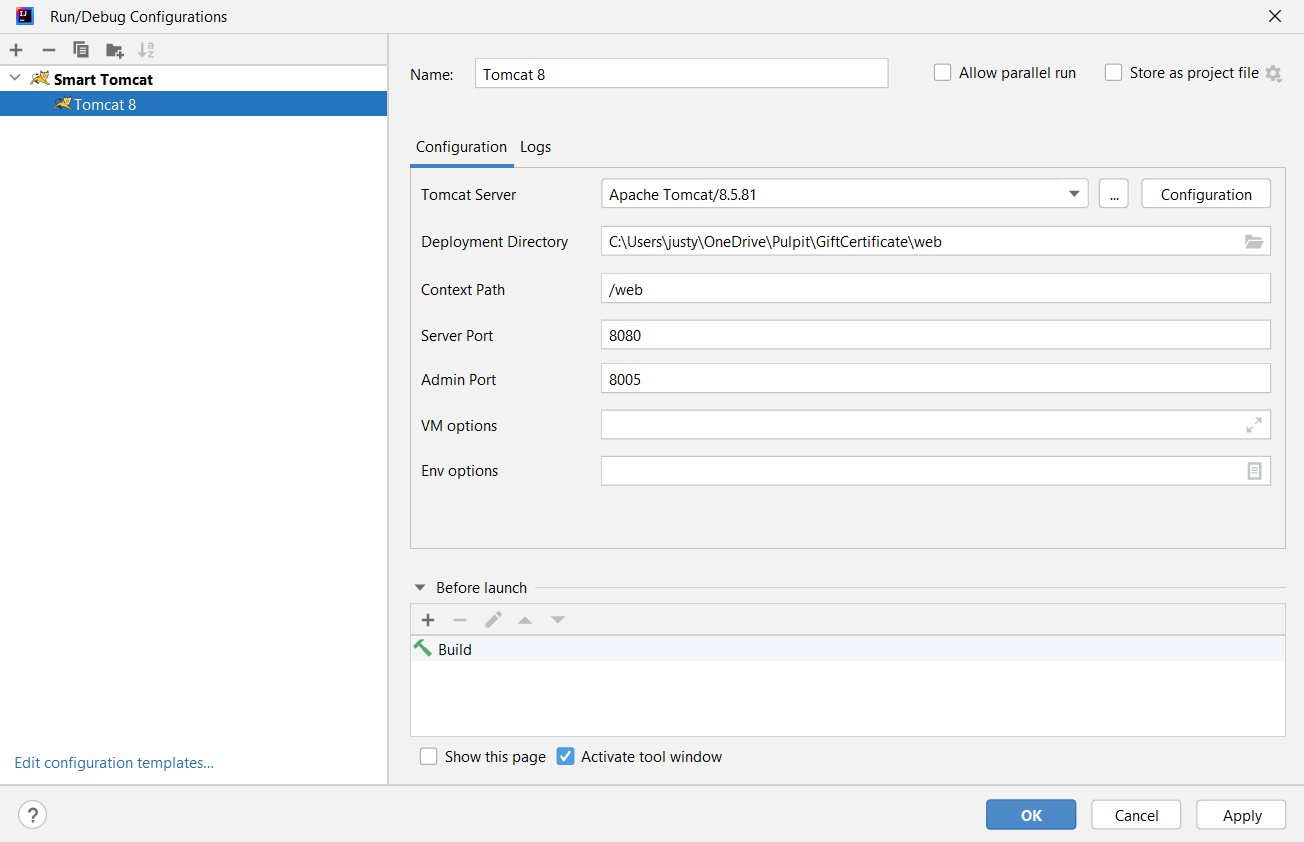 Run/Debug Configurations
Smart Tomcat
Tomcat 8
Edit configuration templates...
Name: Tomcat 8
Allow parallel run
Store as project file
Configuration Logs
Tomcat Server Apache Tomcat/8.5.81 ... Configuration
Deployment Directory C:\Users\justy\OneDrive\Pulpit\GiftCertificate\web
Context Path /web
Server Port 8080
Admin Port 8005
VM options
Env options
Before launch
Build
Show this page Activate tool window
? OK Cancel Apply